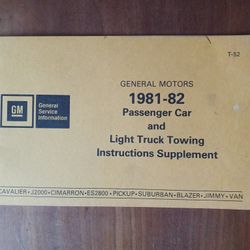 T-82
GENERAL MOTORS
1981-82
Passenger Car
and
Light Truck Towing
Instructions Supplement
GM
General
Service
Information
CAVALIER•J2000•CIMARRON•ES2800•PICKUP•SUBURBAN•BLAZER•JIMMY•VAN